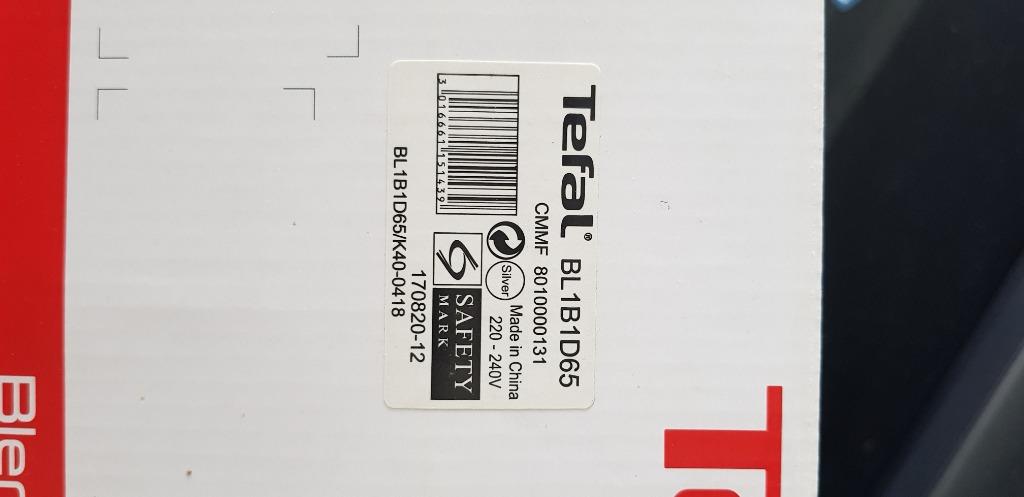 Tefal® BL1B1D65
CMMF 8010000131
3 016661 151439
Silver
Made in China
220 - 240V
SAFETY
MARK
170820-12
BL1B1D65/K40-0418
Te
Blen